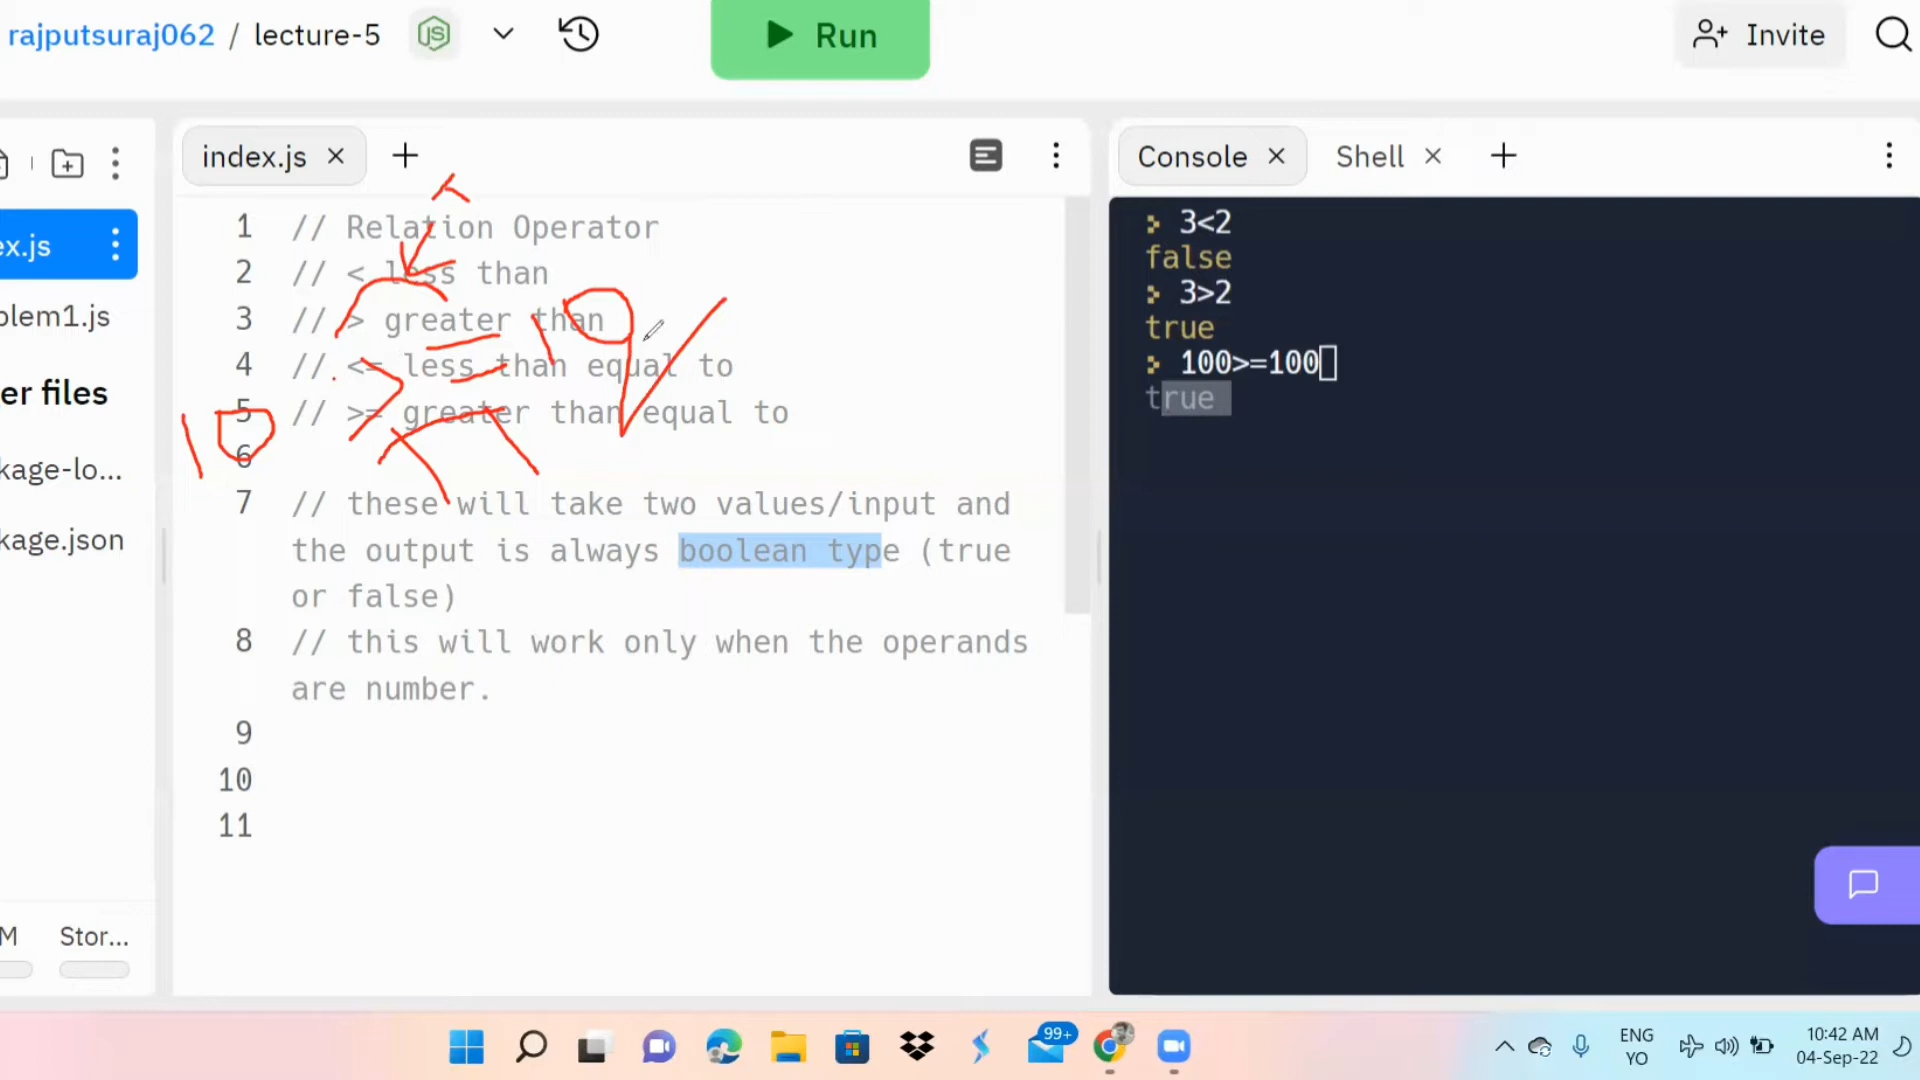 rajputsuraj062 / lecture-5
Run
Invite
index.js
Console
Shell
ex.js
blem1.js
er files
kage-lo...
kage.json
M
Stor...
1 // Relation Operator
2 // < less than
3 // > greater than
4 // <= less than equal to
5 // >= greater than equal to
6
7 // these will take two values/input and
the output is always boolean type (true
or false)
8 // this will work only when the operands
are number.
9
10
11
10 >= 10
3<2
false
3>2
true
100>=100
true
99+
ENG
YO
10:42 AM
04-Sep-22